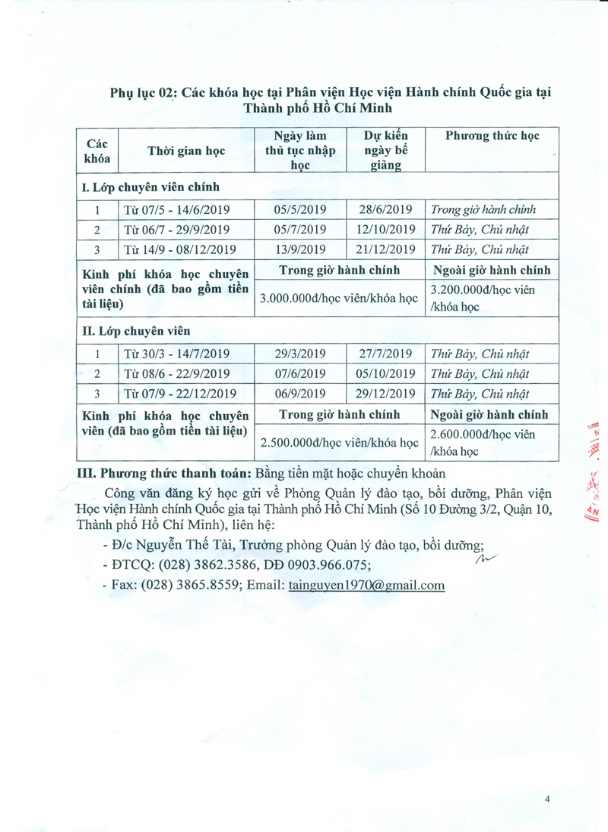 Phụ lục 02: Các khóa học tại Phân viện Học viện Hành chính Quốc gia tại
Thành phố Hồ Chí Minh
Các khóa | Thời gian học | Ngày làm thủ tục nhập học | Dự kiến ngày bế giảng | Phương thức học
I. Lớp chuyên viên chính
1 | Từ 07/5 - 14/6/2019 | 05/5/2019 | 28/6/2019 | Trong giờ hành chính
2 | Từ 06/7 - 29/9/2019 | 05/7/2019 | 12/10/2019 | Thứ Bảy, Chủ nhật
3 | Từ 14/9 - 08/12/2019 | 13/9/2019 | 21/12/2019 | Thứ Bảy, Chủ nhật
Kinh phí khóa học chuyên
viên chính (đã bao gồm tiền
tài liệu)
Trong giờ hành chính | Ngoài giờ hành chính
3.000.000đ/học viên/khóa học | 3.200.000đ/học viên
/khóa học
II. Lớp chuyên viên
1 | Từ 30/3 - 14/7/2019 | 29/3/2019 | 27/7/2019 | Thứ Bảy, Chủ nhật
2 | Từ 08/6 - 22/9/2019 | 07/6/2019 | 05/10/2019 | Thứ Bảy, Chủ nhật
3 | Từ 07/9 - 22/12/2019 | 06/9/2019 | 29/12/2019 | Thứ Bảy, Chủ nhật
Kinh phí khóa học chuyên
viên (đã bao gồm tiền tài liệu)
Trong giờ hành chính | Ngoài giờ hành chính
2.500.000đ/học viên/khóa học | 2.600.000đ/học viên
/khóa học
III. Phương thức thanh toán: Bằng tiền mặt hoặc chuyển khoản
Công văn đăng ký học gửi về Phòng Quản lý đào tạo, bồi dưỡng, Phân viện
Học viện Hành chính Quốc gia tại Thành phố Hồ Chí Minh (Số 10 Đường 3/2, Quận 10,
Thành phố Hồ Chí Minh), liên hệ:
- Đ/c Nguyễn Thế Tài, Trưởng phòng Quản lý đào tạo, bồi dưỡng;
- ĐTCQ: (028) 3862.3586, DĐ 0903.966.075;
- Fax: (028) 3865.8559; Email: tainguyen1970@gmail.com
4